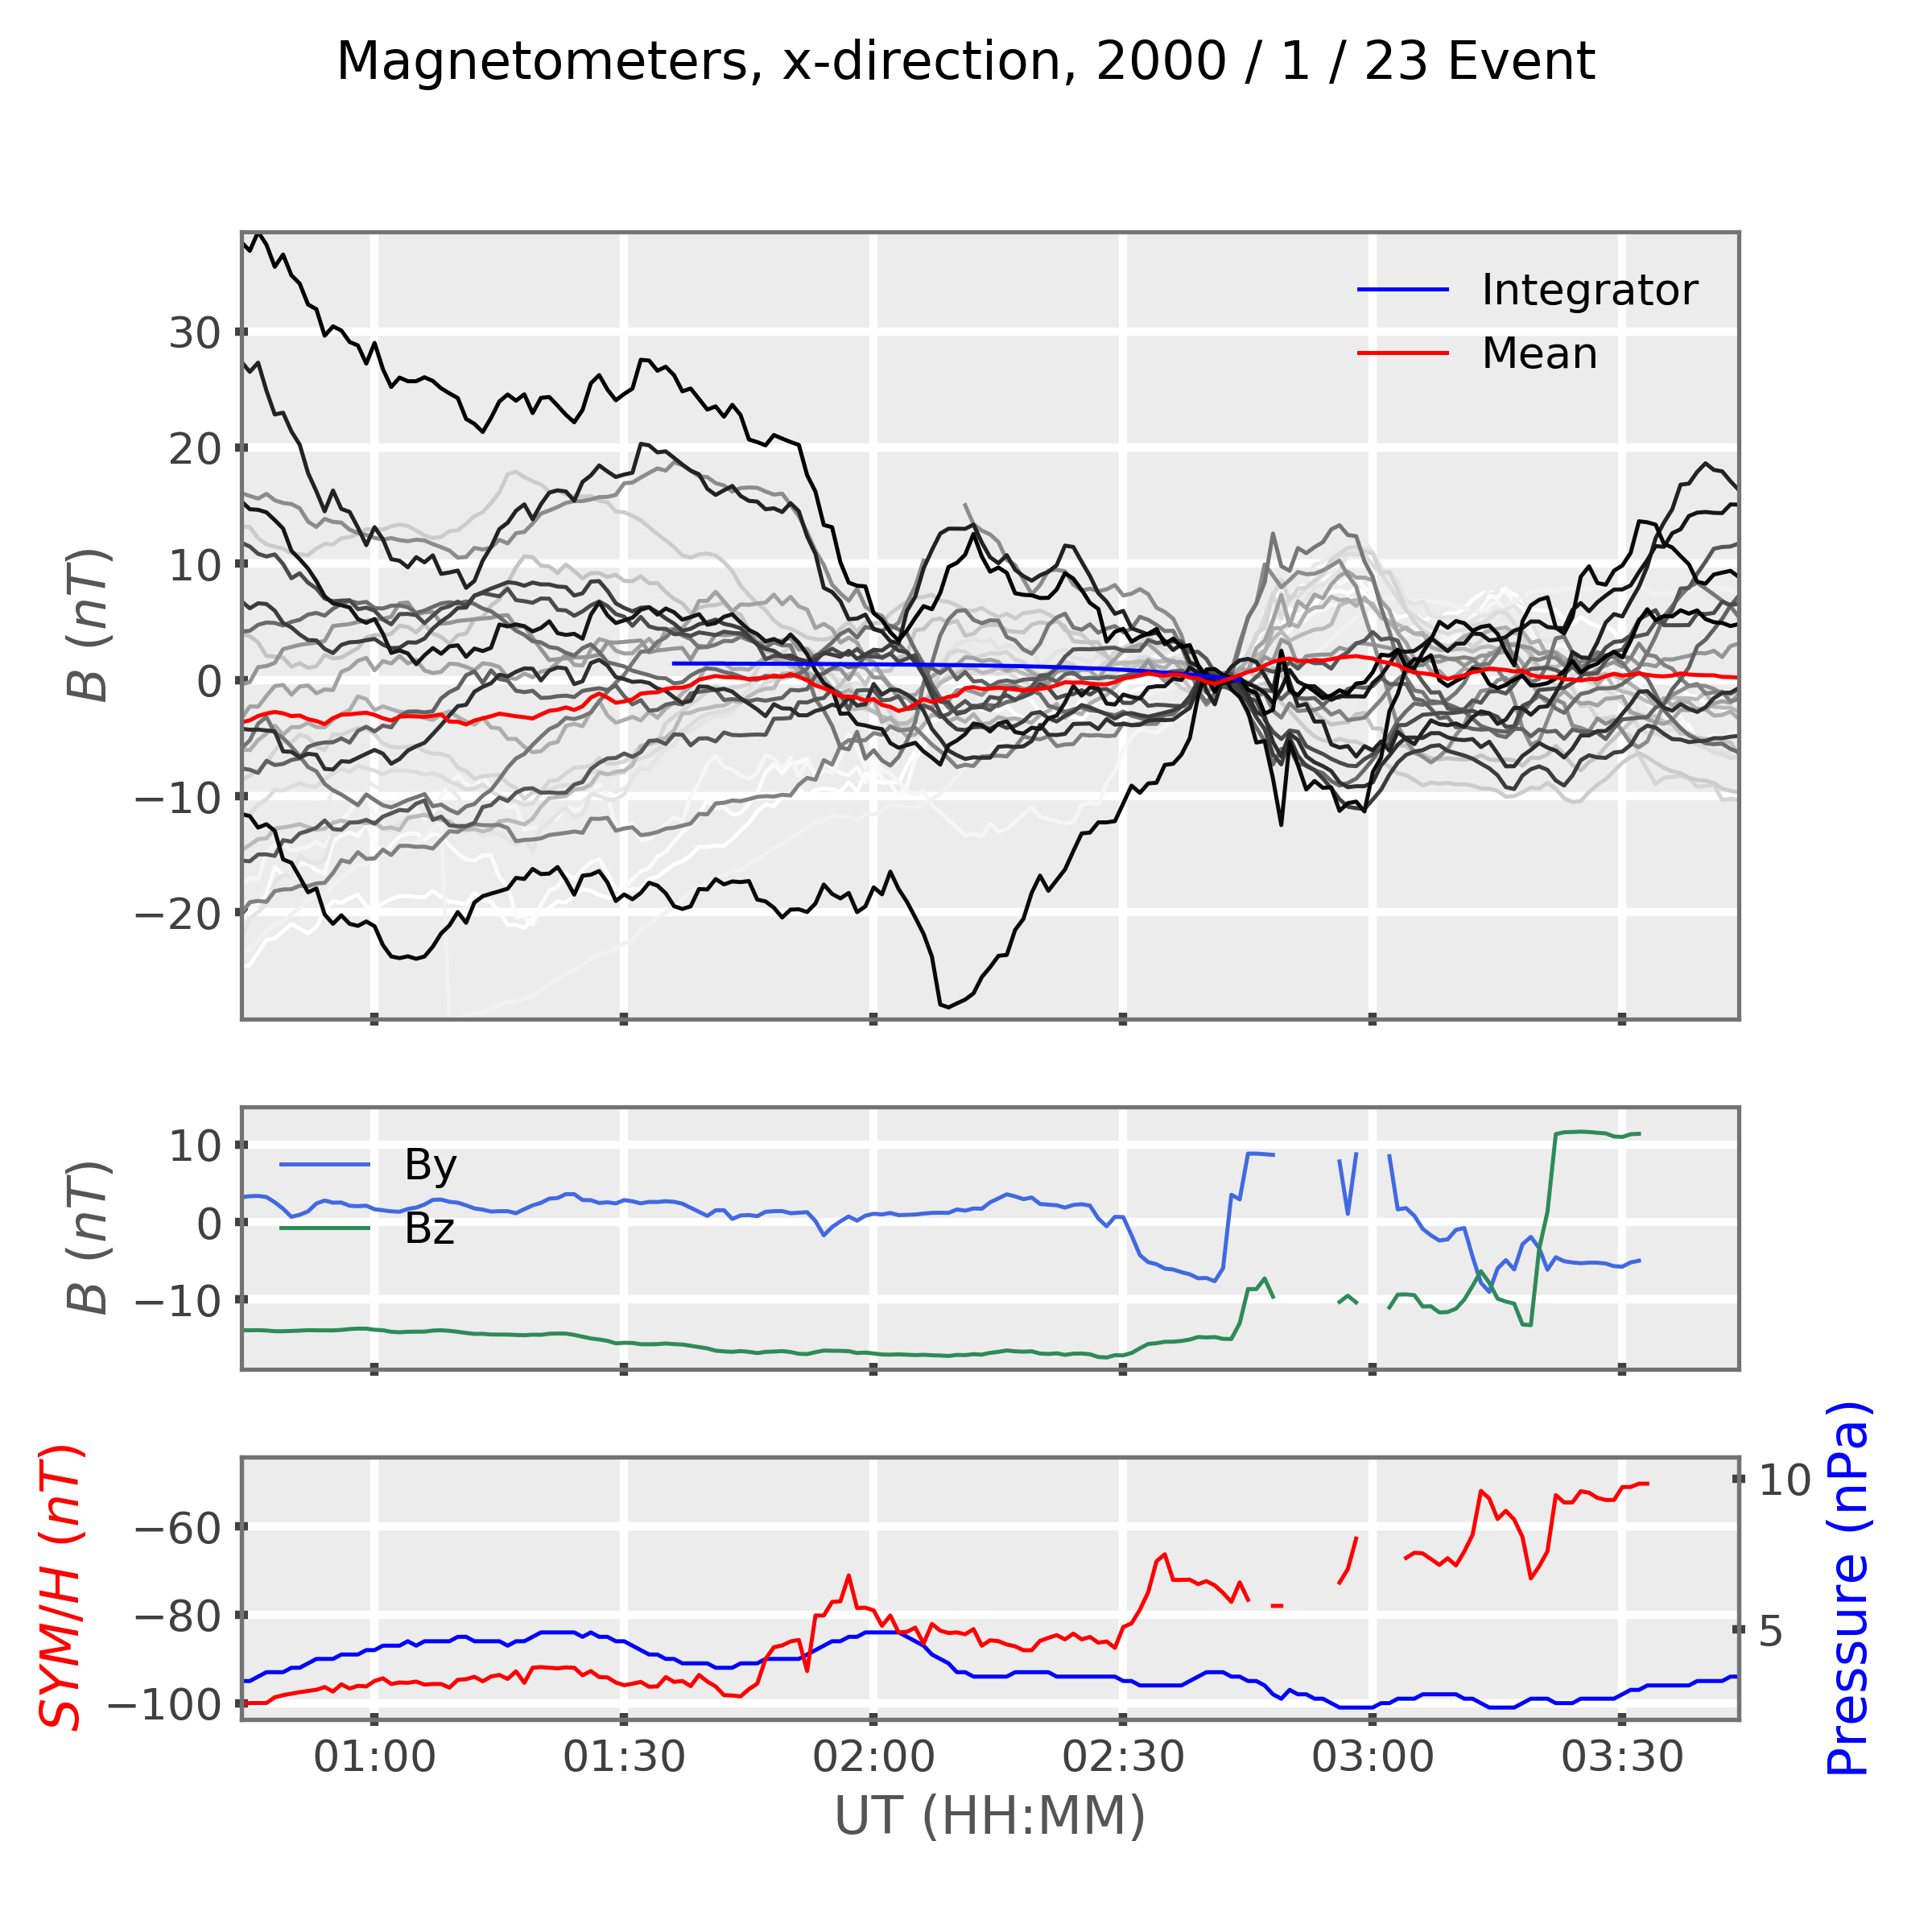 Magnetometers, x-direction, 2000 / 1 / 23 Event
B (nT)
30
20
10
0
−10
−20
Integrator
Mean
B (nT)
10
0
−10
By
Bz
SYM/H (nT)
−60
−80
−100
10
5
Pressure (nPa)
01:00 01:30 02:00 02:30 03:00 03:30
UT (HH:MM)